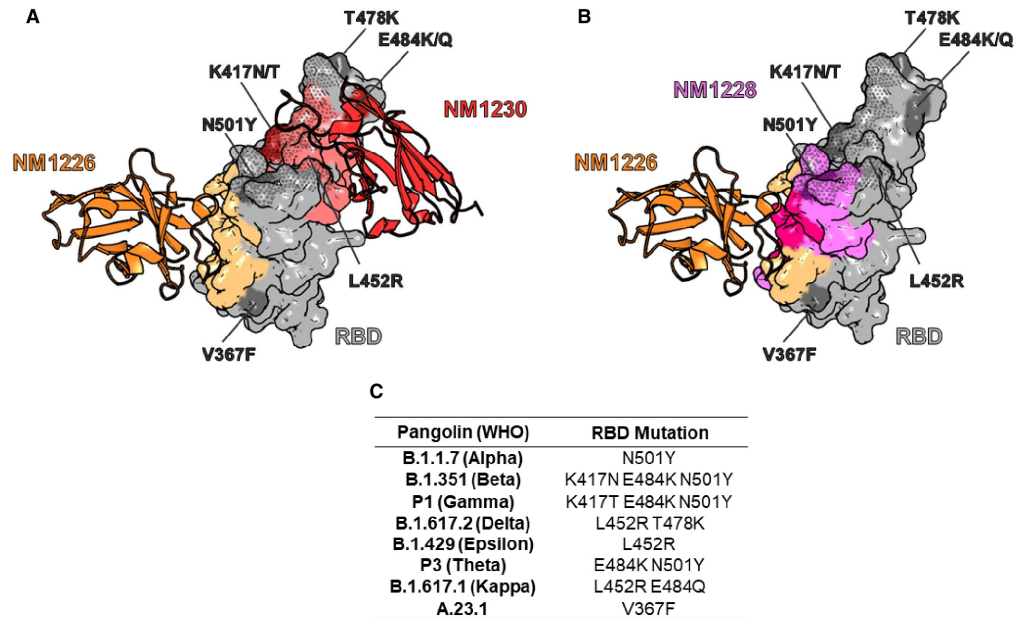 A
T478K
E484K/Q
K417N/T
NM1230
N501Y
NM1226
L452R
RBD
V367F
B
T478K
E484K/Q
K417N/T
NM1228
N501Y
NM1226
L452R
RBD
V367F
C
Pangolin (WHO) RBD Mutation
B.1.1.7 (Alpha) N501Y
B.1.351 (Beta) K417N E484K N501Y
P1 (Gamma) K417T E484K N501Y
B.1.617.2 (Delta) L452R T478K
B.1.429 (Epsilon) L452R
P3 (Theta) E484K N501Y
B.1.617.1 (Kappa) L452R E484Q
A.23.1 V367F